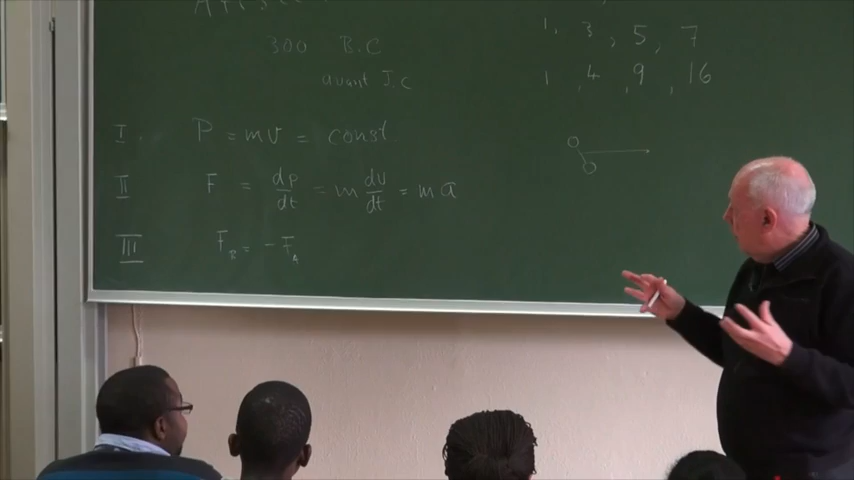 1, 3, 5, 7
300 B.C
avant J.C
1, 4, 9, 16
I P = mv = const.
II F = dp/dt = m dv/dt = m a
III F_B = - F_A